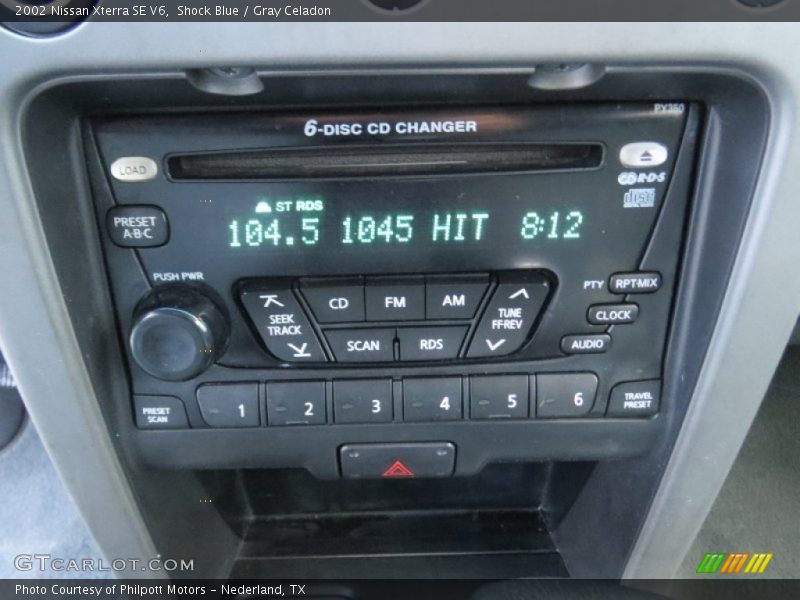 2002 Nissan Xterra SE V6,  Shock Blue / Gray Celadon
PY350
6-DISC CD CHANGER
LOAD
CD R·D·S
disc
PRESET
A·B·C
ST RDS
104.5 1045 HIT 8:12
PUSH PWR
SEEK
TRACK
CD
FM
AM
TUNE
FF REV
PTY
RPT MIX
CLOCK
SCAN
RDS
AUDIO
PRESET
SCAN
1
2
3
4
5
6
TRAVEL
PRESET
GTCARLOT.COM
Photo Courtesy of Philpott Motors – Nederland, TX